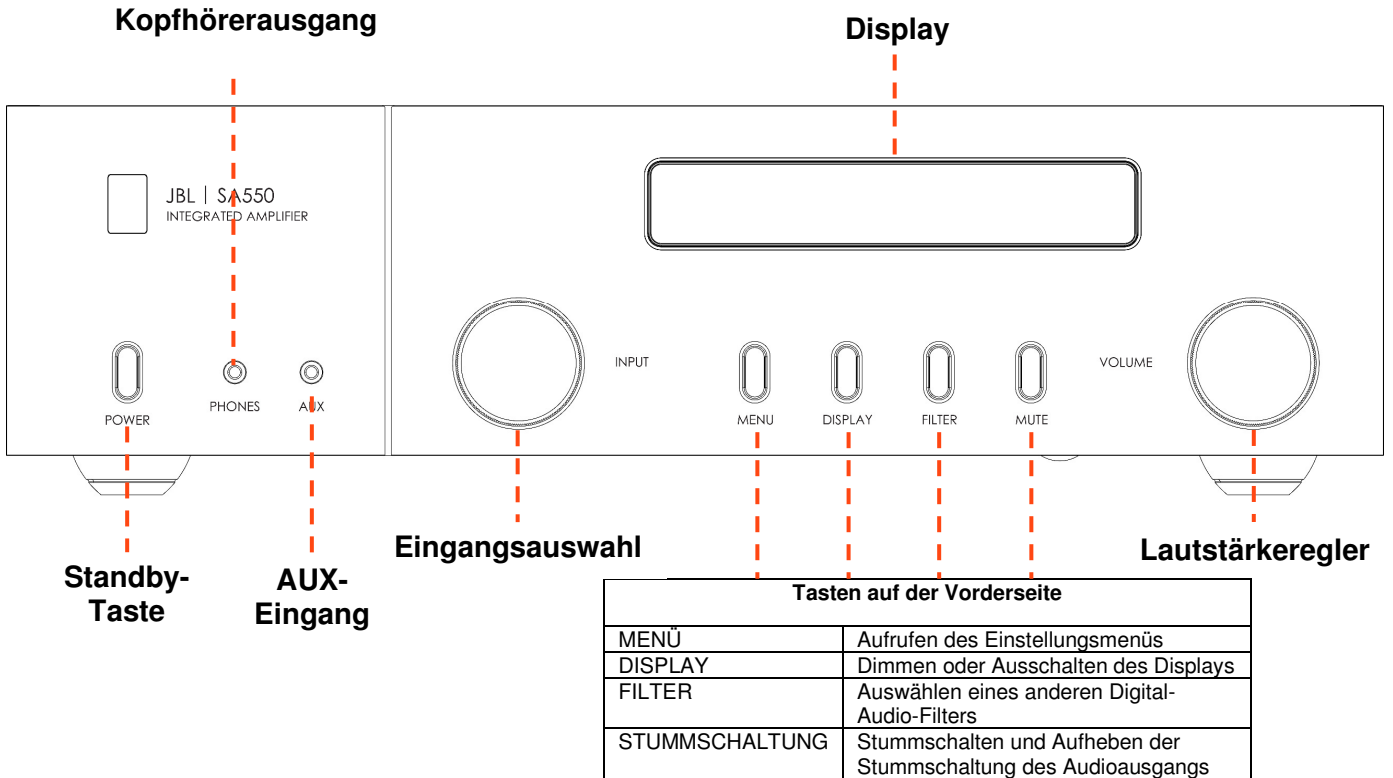 Kopfhörerausgang
Display
JBL | SA550
INTEGRATED AMPLIFIER
POWER
PHONES
AUX
INPUT
MENU
DISPLAY
FILTER
MUTE
VOLUME
Standby-
Taste
AUX-
Eingang
Eingangsauswahl
Lautstärkeregler
Tasten auf der Vorderseite
MENÜ Aufrufen des Einstellungsmenüs
DISPLAY Dimmen oder Ausschalten des Displays
FILTER Auswählen eines anderen Digital-
Audio-Filters
STUMMSCHALTUNG Stummschalten und Aufheben der
Stummschaltung des Audioausgangs